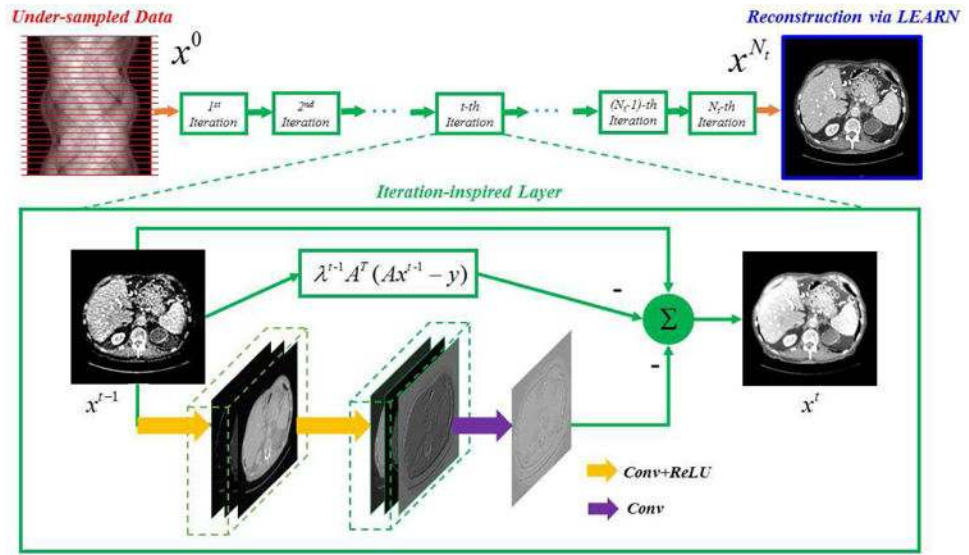 Under-sampled Data
Reconstruction via LEARN
x^0
x^{N_t}
1st
Iteration
2nd
Iteration
...
t-th
Iteration
...
(N_t-1)-th
Iteration
N_t-th
Iteration
Iteration-inspired Layer
λ^{t-1} A^T (Ax^{t-1} − y)
-
Σ
-
x^{t-1}
x^t
Conv+ReLU
Conv